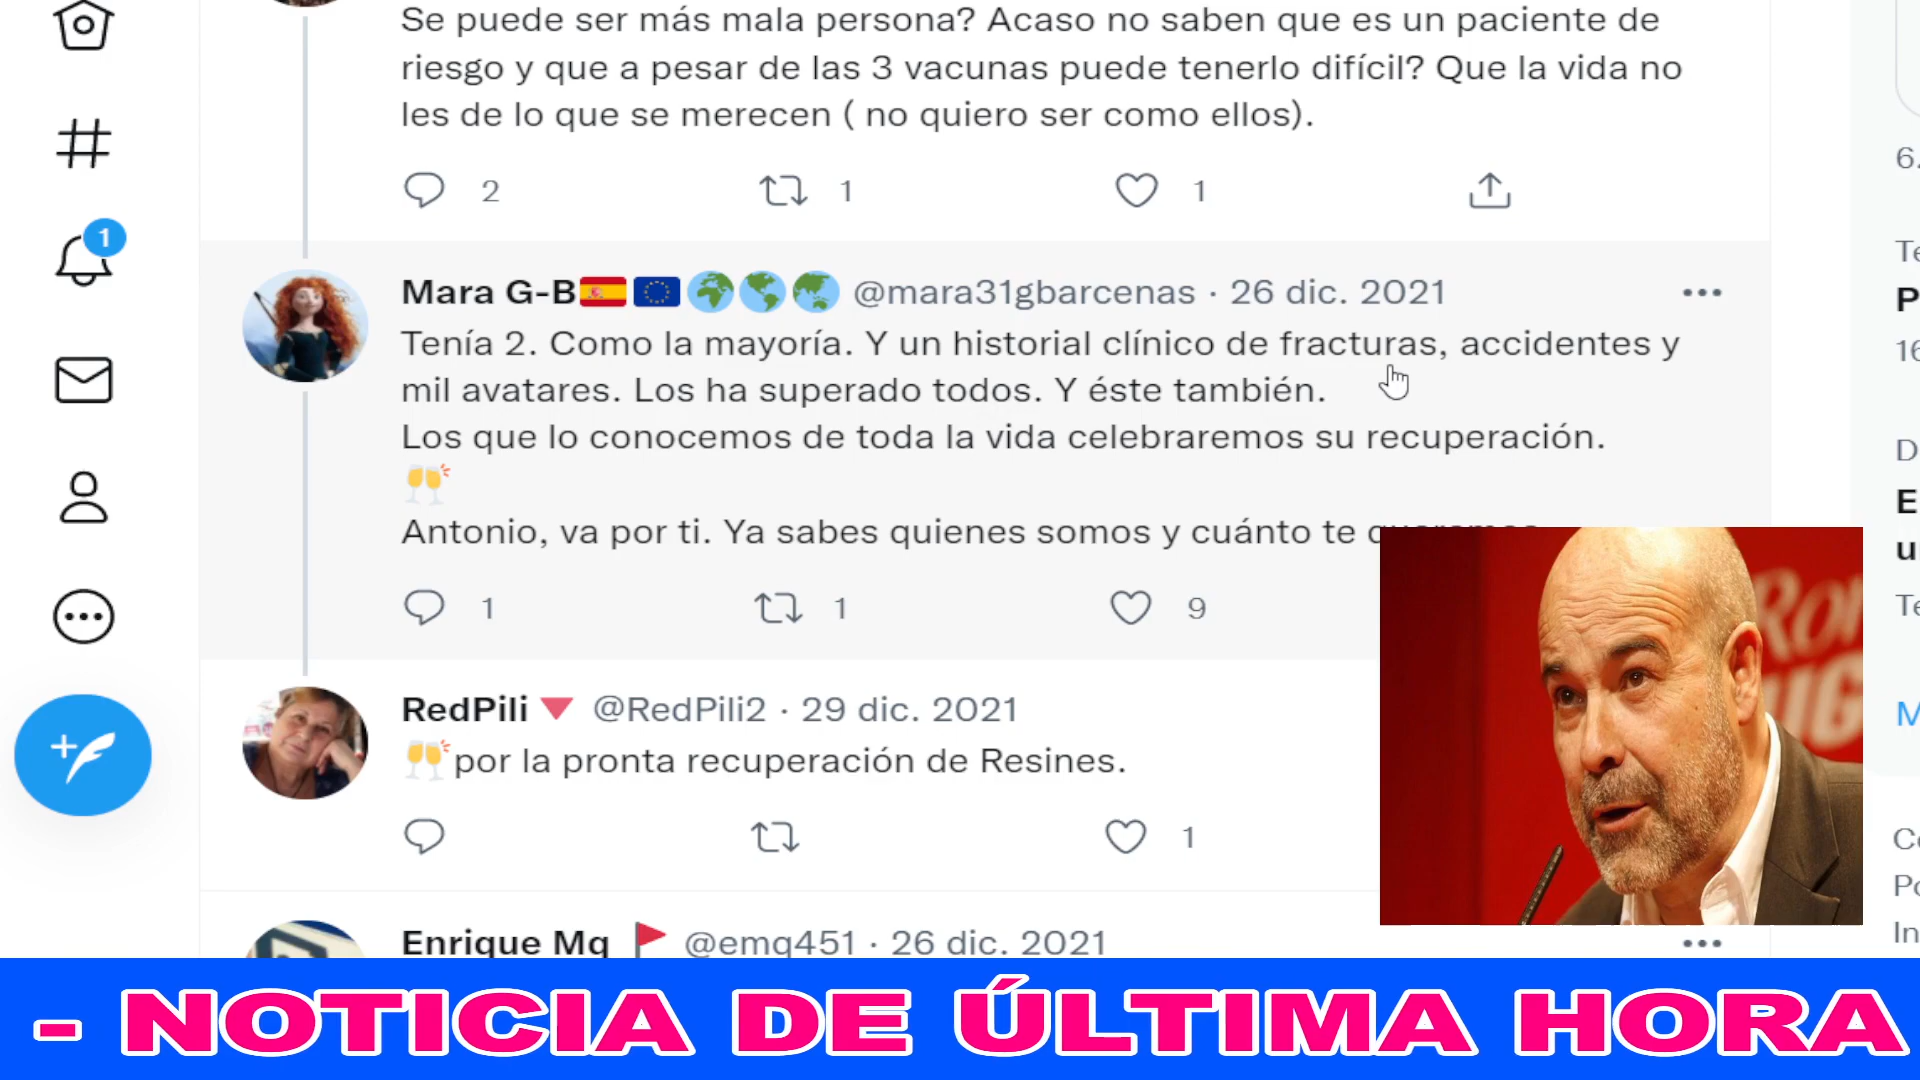 Se puede ser más mala persona? Acaso no saben que es un paciente de
riesgo y que a pesar de las 3 vacunas puede tenerlo difícil? Que la vida no
les de lo que se merecen ( no quiero ser como ellos).
2 1 1
1
Mara G-B @mara31gbarcenas · 26 dic. 2021
Tenía 2. Como la mayoría. Y un historial clínico de fracturas, accidentes y
mil avatares. Los ha superado todos. Y éste también.
Los que lo conocemos de toda la vida celebraremos su recuperación.
Antonio, va por ti. Ya sabes quienes somos y cuánto te
1 1 9
RedPili @RedPili2 · 29 dic. 2021
por la pronta recuperación de Resines.
1
Enrique Mq @emq451 · 26 dic. 2021
- NOTICIA DE ÚLTIMA HORA